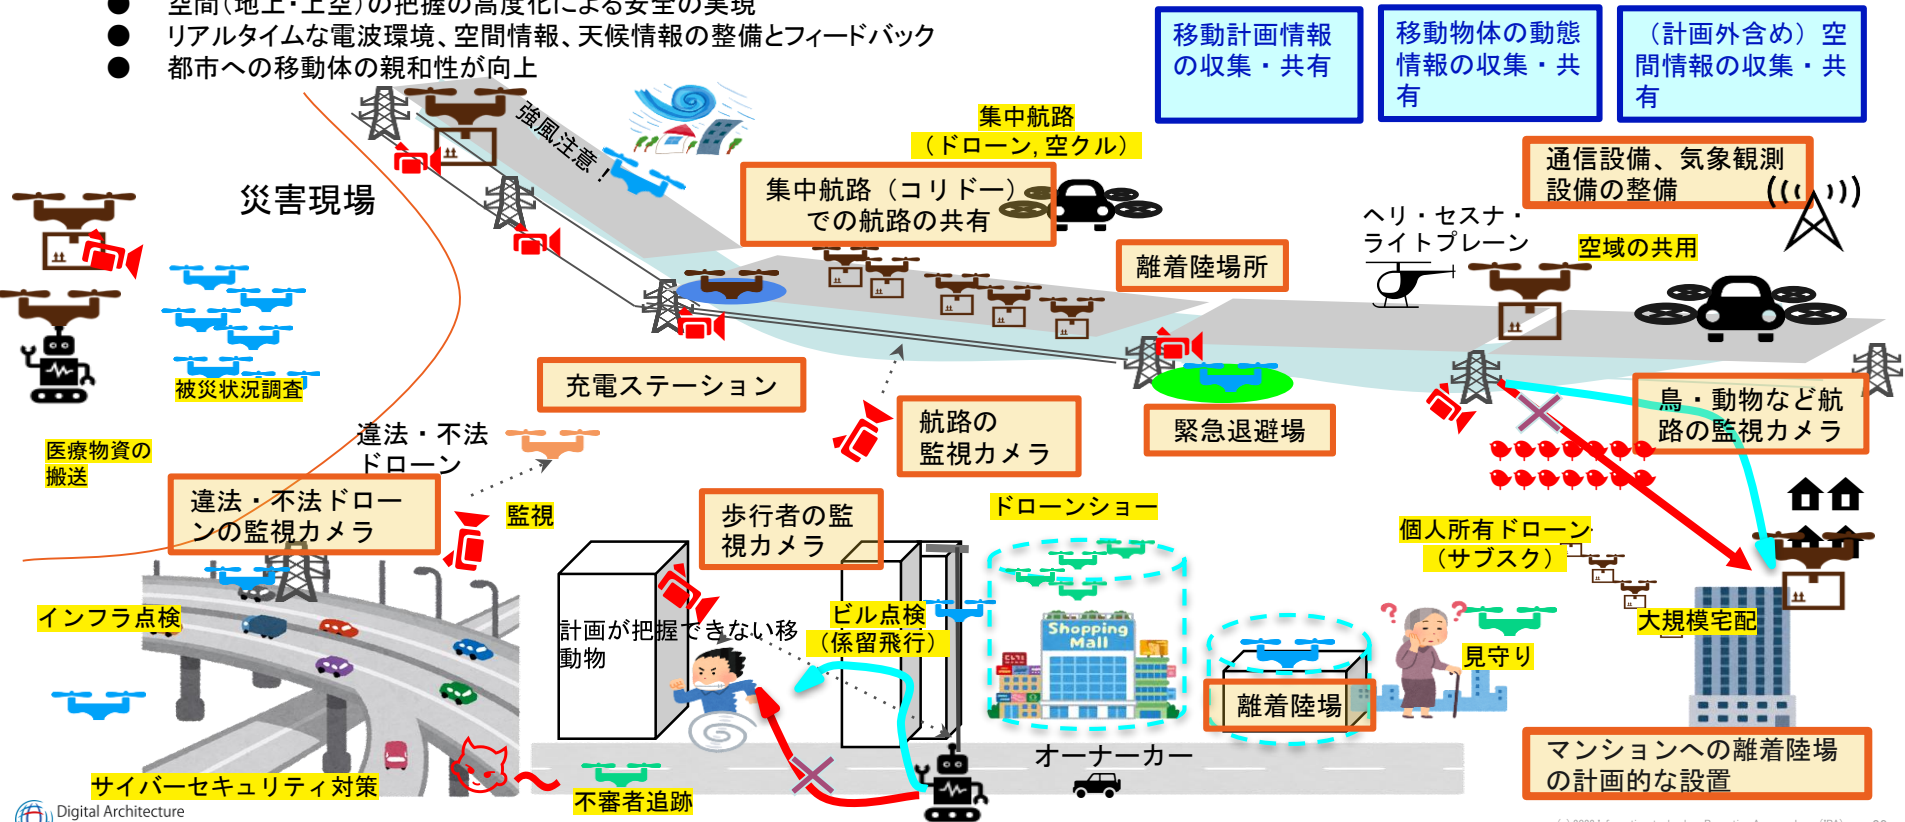 空間(地上・上空)の把握の高度化による安全の実現
リアルタイムな電波環境、空間情報、天候情報の整備とフィードバック
都市への移動体の親和性が向上
移動計画情報
の収集・共有
移動物体の動態
情報の収集・共
有
(計画外含め)空
間情報の収集・共
有
強風注意!
集中航路
(ドローン, 空クル)
集中航路(コリドー)
での航路の共有
通信設備、気象観測
設備の整備
災害現場
ヘリ・セスナ・
ライトプレーン
空域の共用
離着陸場所
被災状況調査
充電ステーション
航路の
監視カメラ
緊急退避場
鳥・動物など航
路の監視カメラ
医療物資の
搬送
違法・不法
ドローン
違法・不法ドロー
ンの監視カメラ
監視
歩行者の監
視カメラ
ドローンショー
個人所有ドローン
(サブスク)
インフラ点検
計画が把握できない移
動物
ビル点検
(係留飛行)
Shopping
Mall
見守り
大規模宅配
離着陸場
オーナーカー
マンションへの離着陸場
の計画的な設置
サイバーセキュリティ対策
不審者追跡
Digital Architecture